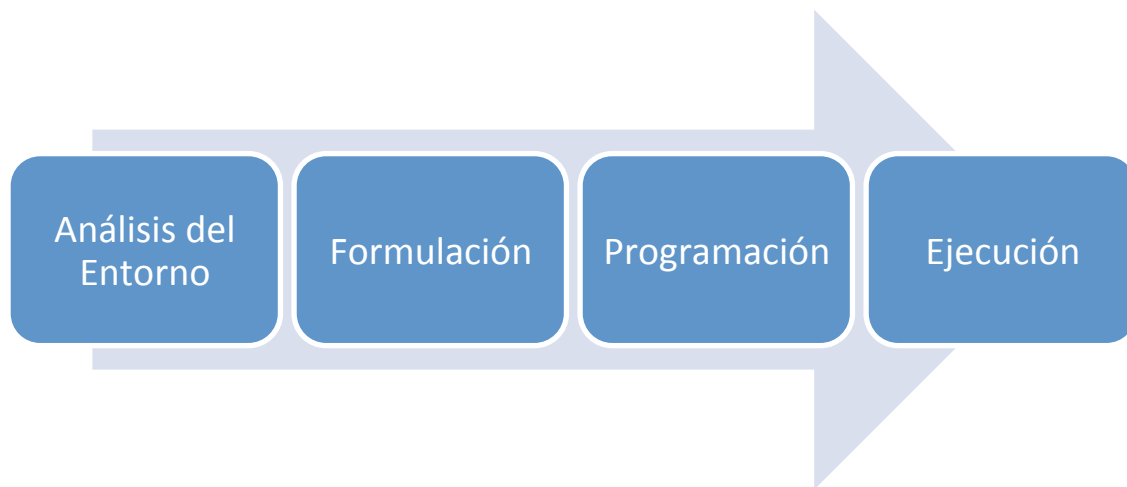 Análisis del
Entorno
Formulación
Programación
Ejecución